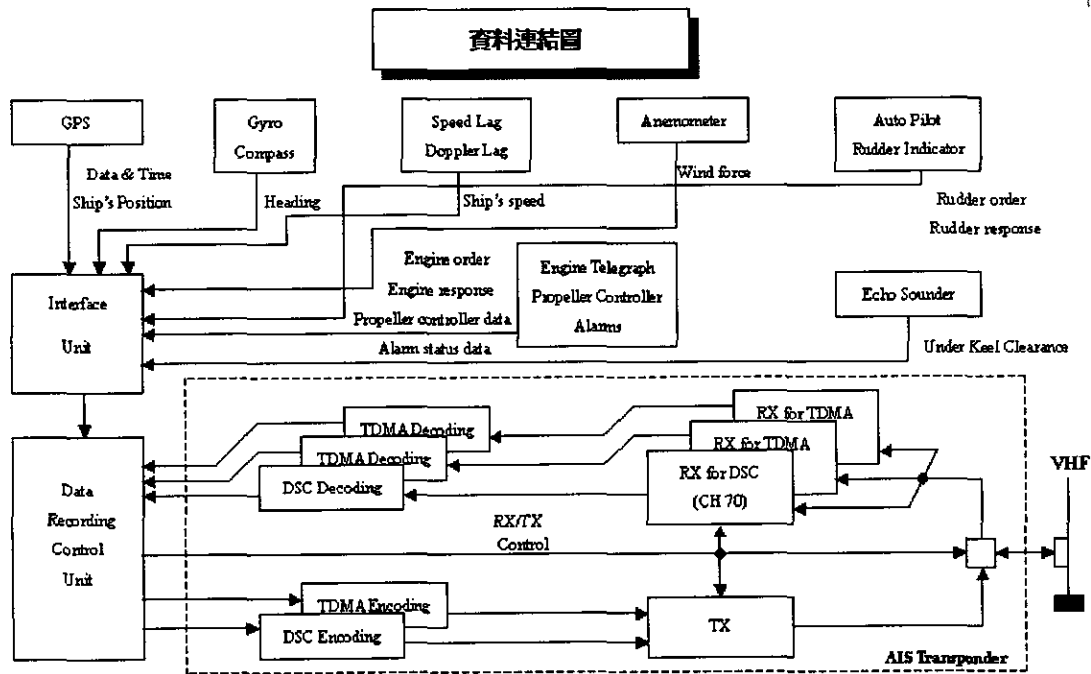 資料連結圖
GPS
Gyro
Compass
Speed Lag
Doppler Lag
Anemometer
Auto Pilot
Rudder Indicator
Data & Time
Ship's Position
Heading
Ship's speed
Wind force
Rudder order
Rudder response
Interface
Unit
Engine order
Engine response
Propeller controller data
Alarm status data
Engine Telegraph
Propeller Controller
Alarms
Echo Sounder
Under Keel Clearance
Data
Recording
Control
Unit
TDMA Decoding
TDMA Decoding
DSC Decoding
RX for TDMA
RX for TDMA
RX for DSC
(CH 70)
VHF
RX/TX
Control
TDMA Encoding
DSC Encoding
TX
AIS Transponder